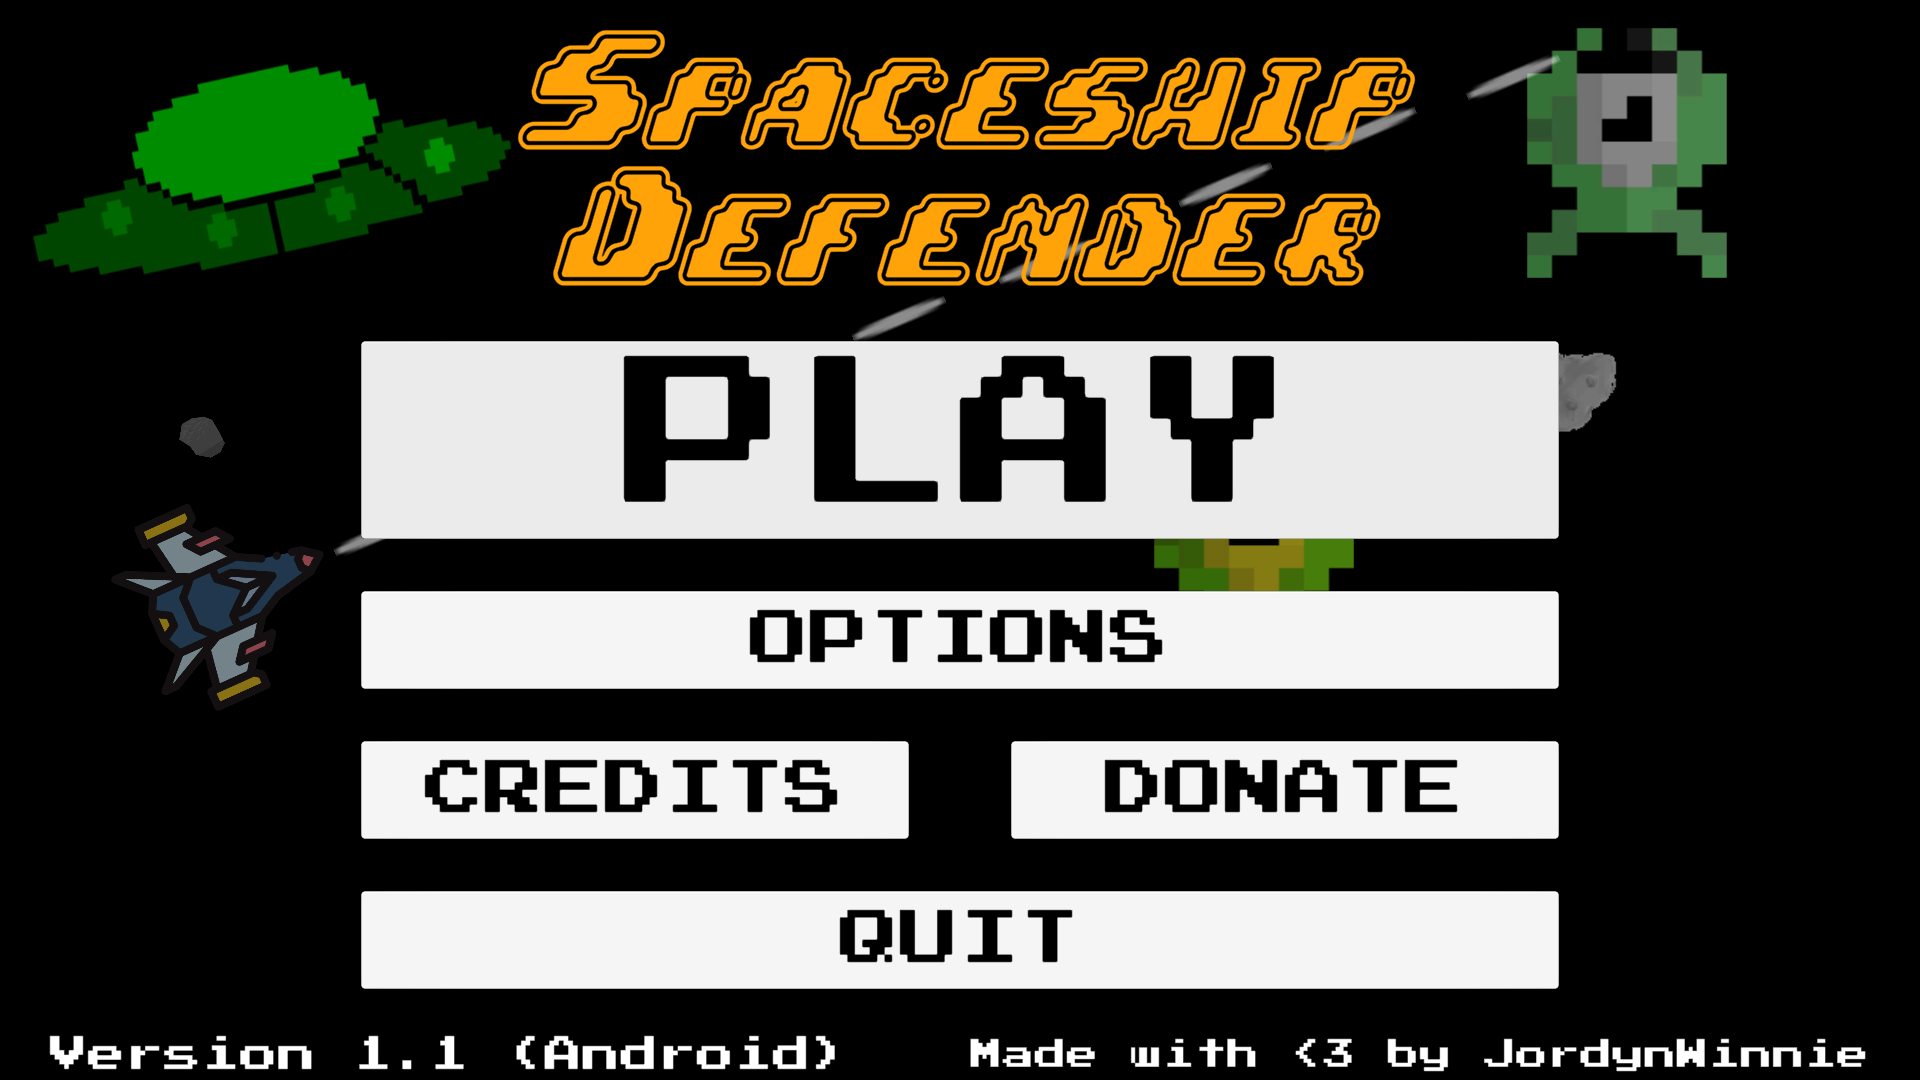 Spaceship
Defender
PLAY
OPTIONS
CREDITS
DONATE
QUIT
Version 1.1 (Android)
Made with <3 by JordynWinnie